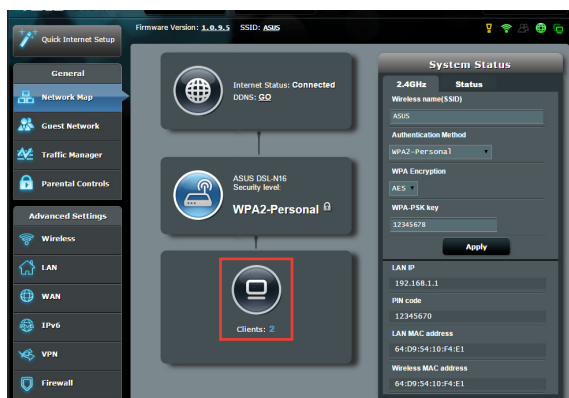 Firmware Version: 1.0.9.5 SSID: ASUS
Quick Internet Setup
General
Network Map
Guest Network
Traffic Manager
Parental Controls
Advanced Settings
Wireless
LAN
WAN
IPv6
VPN
Firewall
Internet Status: Connected
DDNS: GO
ASUS DSL-N16
Security level:
WPA2-Personal
Clients: 2
System Status
2.4GHz Status
Wireless name(SSID)
ASUS
Authentication Method
WPA2-Personal
WPA Encryption
AES
WPA-PSK key
12345678
Apply
LAN IP
192.168.1.1
PIN code
12345670
LAN MAC address
64:D9:54:10:F4:E1
Wireless MAC address
64:D9:54:10:F4:E1